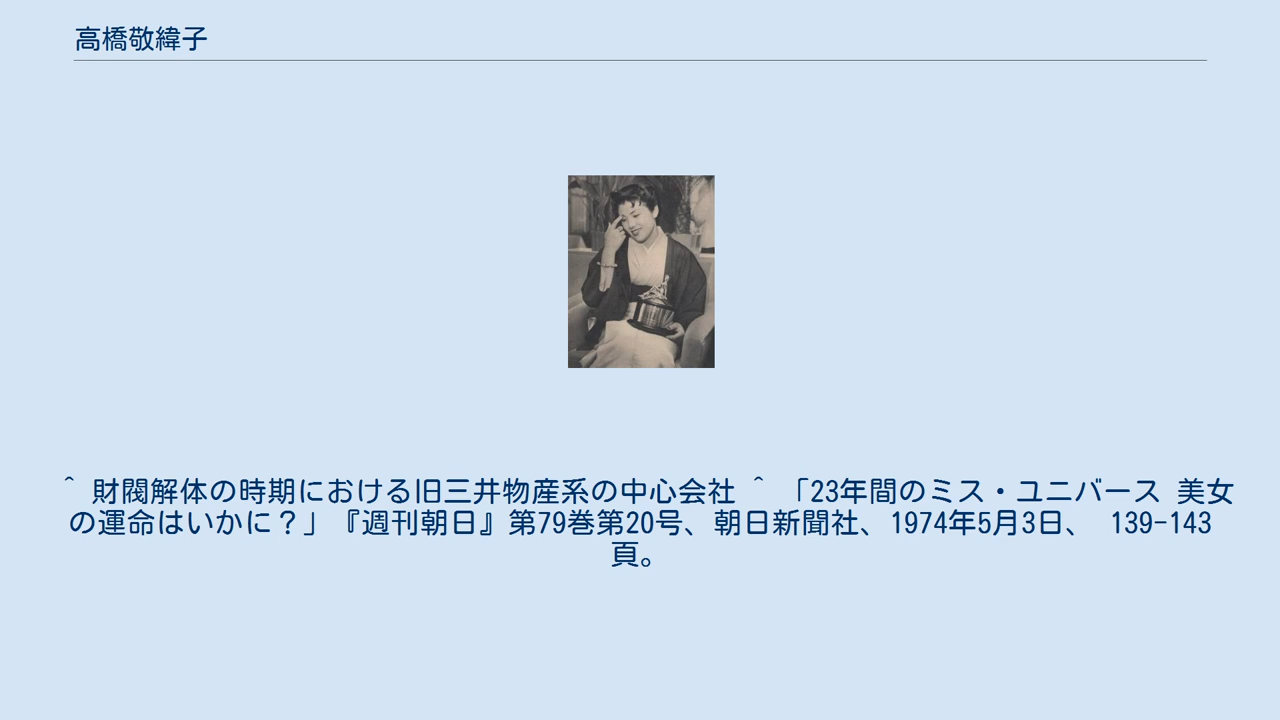 高橋敬緯子
^ 財閥解体の時期における旧三井物産系の中心会社 ^ 「23年間のミス・ユニバース 美女
の運命はいかに？」『週刊朝日』第79巻第20号、朝日新聞社、1974年5月3日、 139-143
頁。